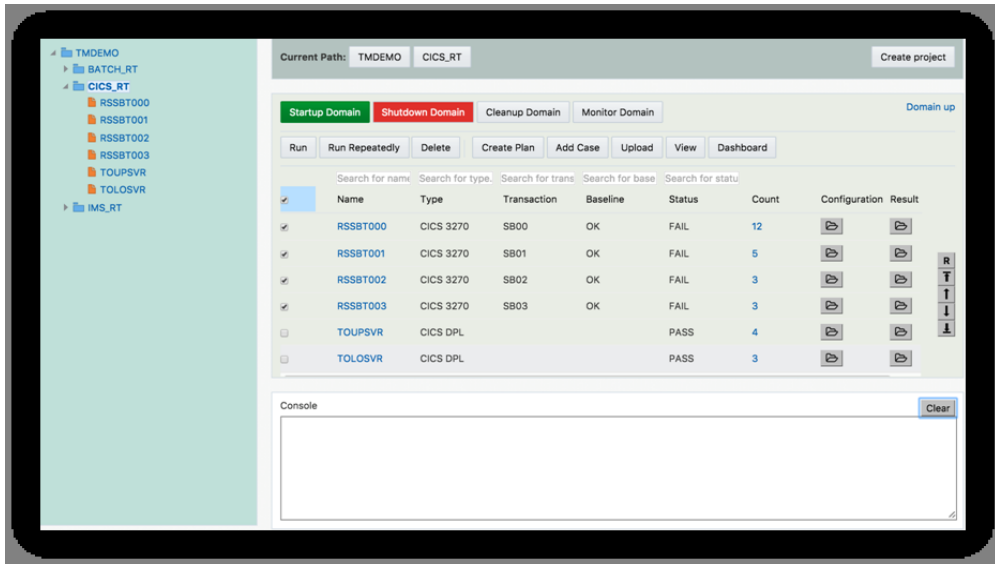 TMDEMO
BATCH_RT
CICS_RT
RSSBT000
RSSBT001
RSSBT002
RSSBT003
TOUPSVR
TOLOSVR
IMS_RT
Current Path: TMDEMO CICS_RT Create project
Startup Domain Shutdown Domain Cleanup Domain Monitor Domain Domain up
Run Run Repeatedly Delete Create Plan Add Case Upload View Dashboard
Search for name Search for type. Search for trans Search for base Search for statu
Name Type Transaction Baseline Status Count Configuration Result
RSSBT000 CICS 3270 SB00 OK FAIL 12
RSSBT001 CICS 3270 SB01 OK FAIL 5
RSSBT002 CICS 3270 SB02 OK FAIL 3
RSSBT003 CICS 3270 SB03 OK FAIL 3
TOUPSVR CICS DPL PASS 4
TOLOSVR CICS DPL PASS 3
R
Console Clear